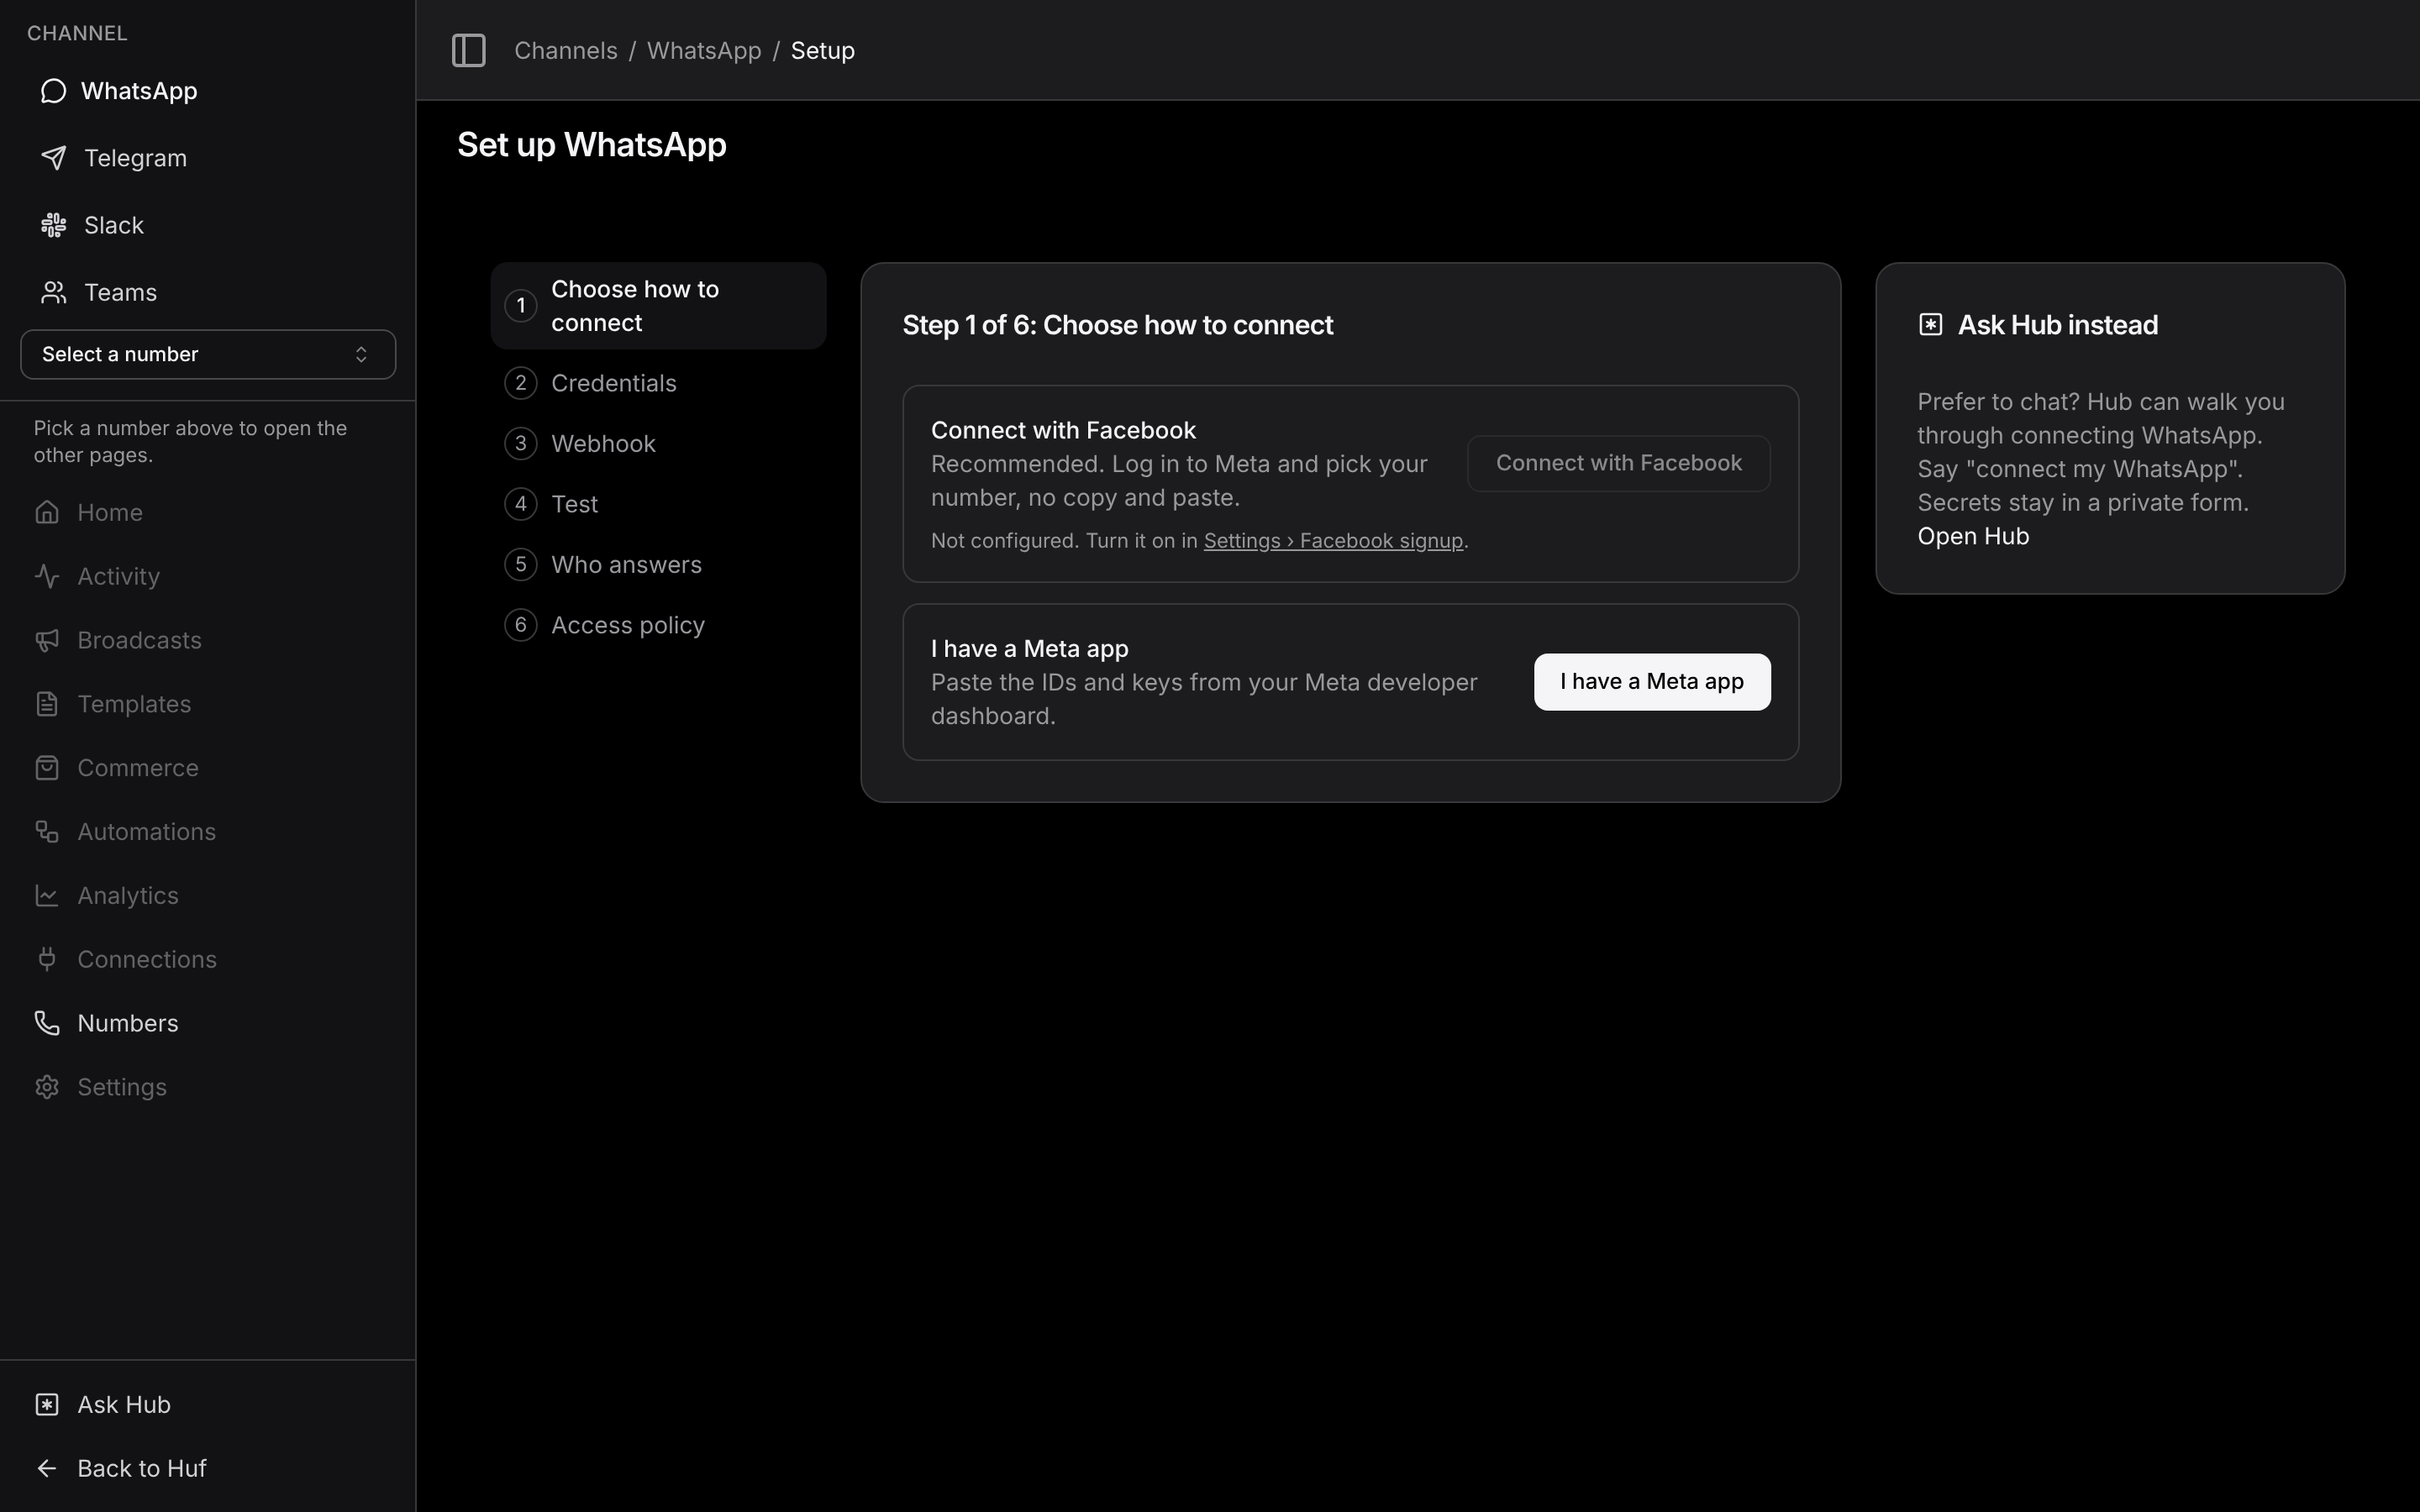 CHANNEL
WhatsApp
Telegram
Slack
Teams
Select a number
Pick a number above to open the
other pages.
Home
Activity
Broadcasts
Templates
Commerce
Automations
Analytics
Connections
Numbers
Settings
Ask Hub
Back to Huf
Channels / WhatsApp / Setup
Set up WhatsApp
1 Choose how to
connect
2 Credentials
3 Webhook
4 Test
5 Who answers
6 Access policy
Step 1 of 6: Choose how to connect
Connect with Facebook
Recommended. Log in to Meta and pick your
number, no copy and paste.
Not configured. Turn it on in Settings › Facebook signup.
Connect with Facebook
I have a Meta app
Paste the IDs and keys from your Meta developer
dashboard.
I have a Meta app
Ask Hub instead
Prefer to chat? Hub can walk you
through connecting WhatsApp.
Say "connect my WhatsApp".
Secrets stay in a private form.
Open Hub